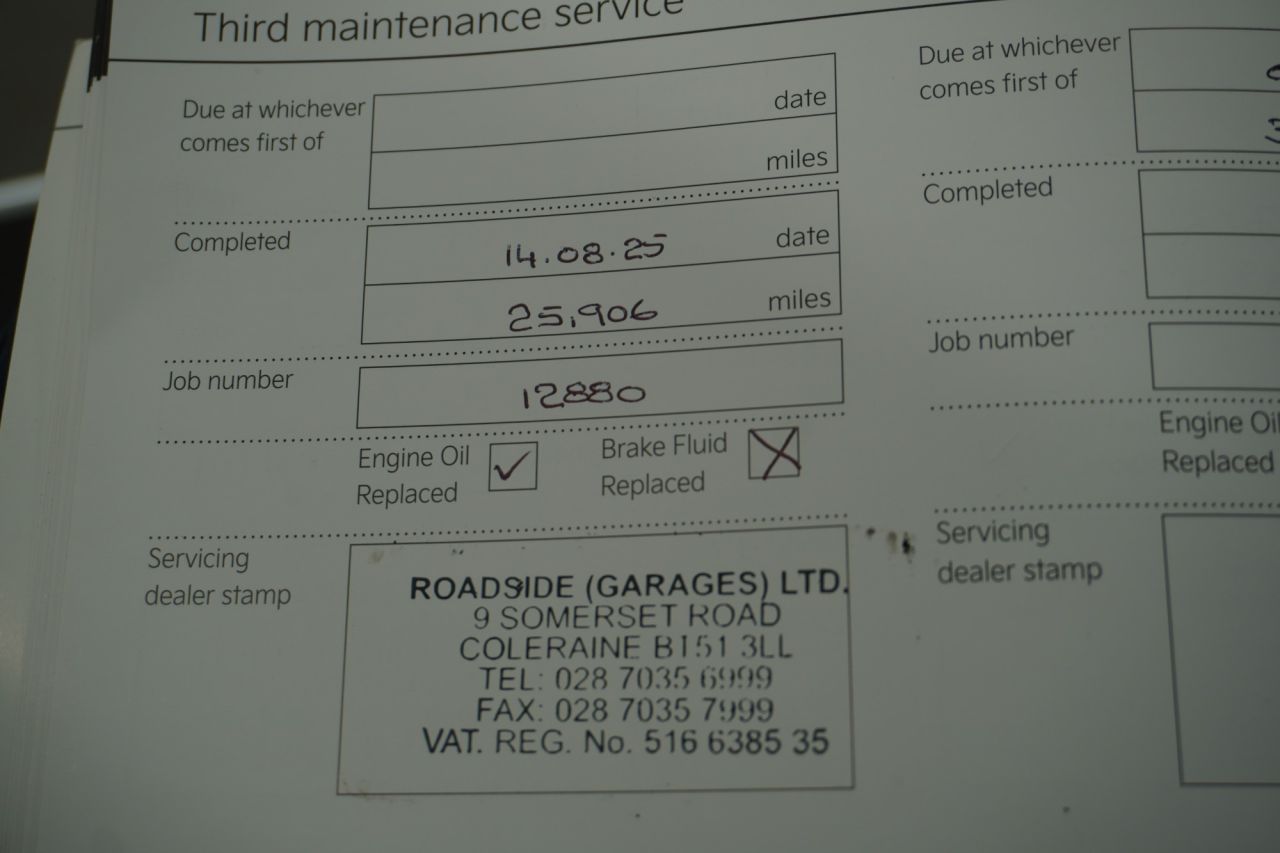 Third maintenance service
Due at whichever
comes first of
date
miles
Completed
14.08.25 date
25,906 miles
Job number
12880
Engine Oil
Replaced
Brake Fluid
Replaced
Servicing
dealer stamp
ROADSIDE (GARAGES) LTD.
9 SOMERSET ROAD
COLERAINE BT51 3LL
TEL: 028 7035 6999
FAX: 028 7035 7999
VAT. REG. No. 516 6385 35
Due at whichever
comes first of
Completed
Job number
Engine Oil
Replaced
Servicing
dealer stamp